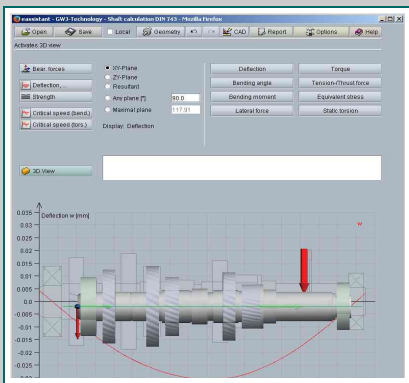 eassistant - GWJ-Technology - Shaft calculation DIN 743 - Mozilla Firefox
Open Save Local Geometry CAD Report Options Help
Activates 3D view
Bear. forces
Deflection, ...
Strength
Critical speed (bend.)
Critical speed (tors.)
XY-Plane
ZY-Plane
Resultant
Any plane [°] 90.0
Maximal plane 117.91
Display: Deflection
Deflection Torque
Bending angle Tension-/Thrust force
Bending moment Equivalent stress
Lateral force Static torsion
3D View
Deflection w [mm]
w
0.035
0.03
0.025
0.02
0.015
0.01
0.005
0.0
-0.005
-0.01
-0.015
-0.02
-0.025